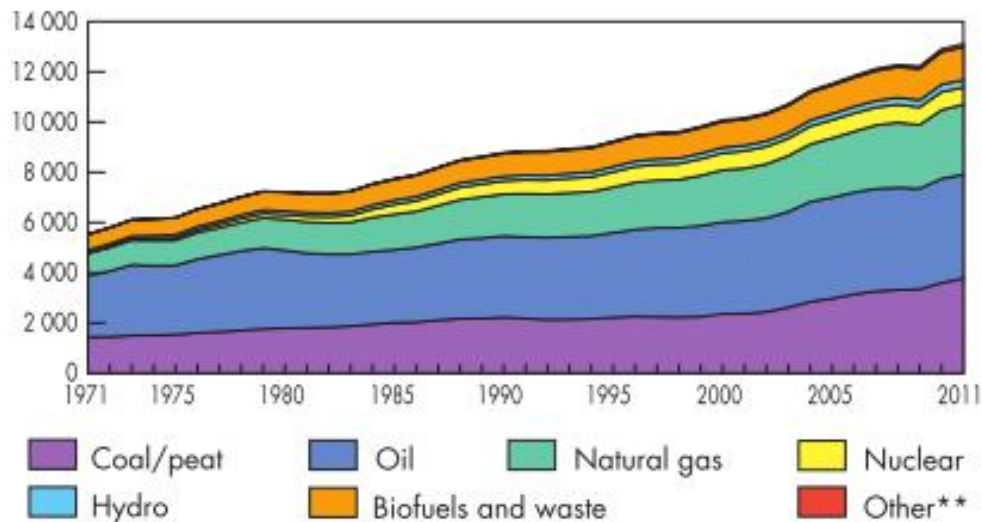 14 000
12 000
10 000
8 000
6 000
4 000
2 000
0
1971 1975 1980 1985 1990 1995 2000 2005 2011
Coal/peat Oil Natural gas Nuclear
Hydro Biofuels and waste Other**